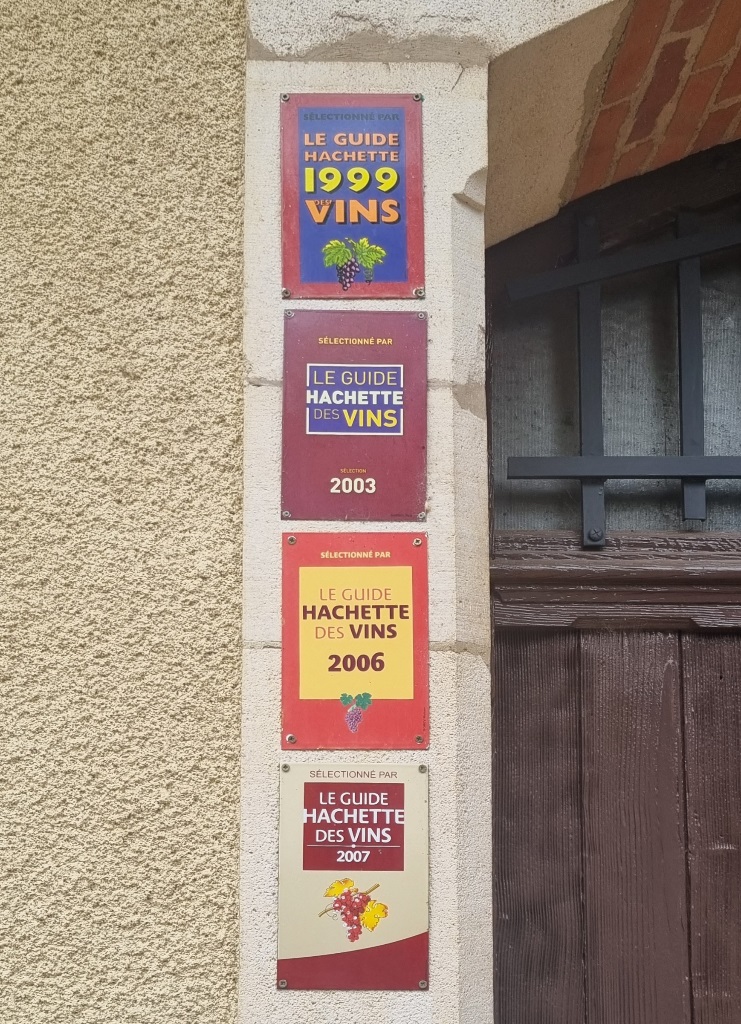 SÉLECTIONNÉ PAR
LE GUIDE
HACHETTE
1999
DES
VINS
SÉLECTIONNÉ PAR
LE GUIDE
HACHETTE
DES VINS
SÉLECTION
2003
SÉLECTIONNÉ PAR
LE GUIDE
HACHETTE
DES VINS
2006
SÉLECTIONNÉ PAR
LE GUIDE
HACHETTE
DES VINS
2007